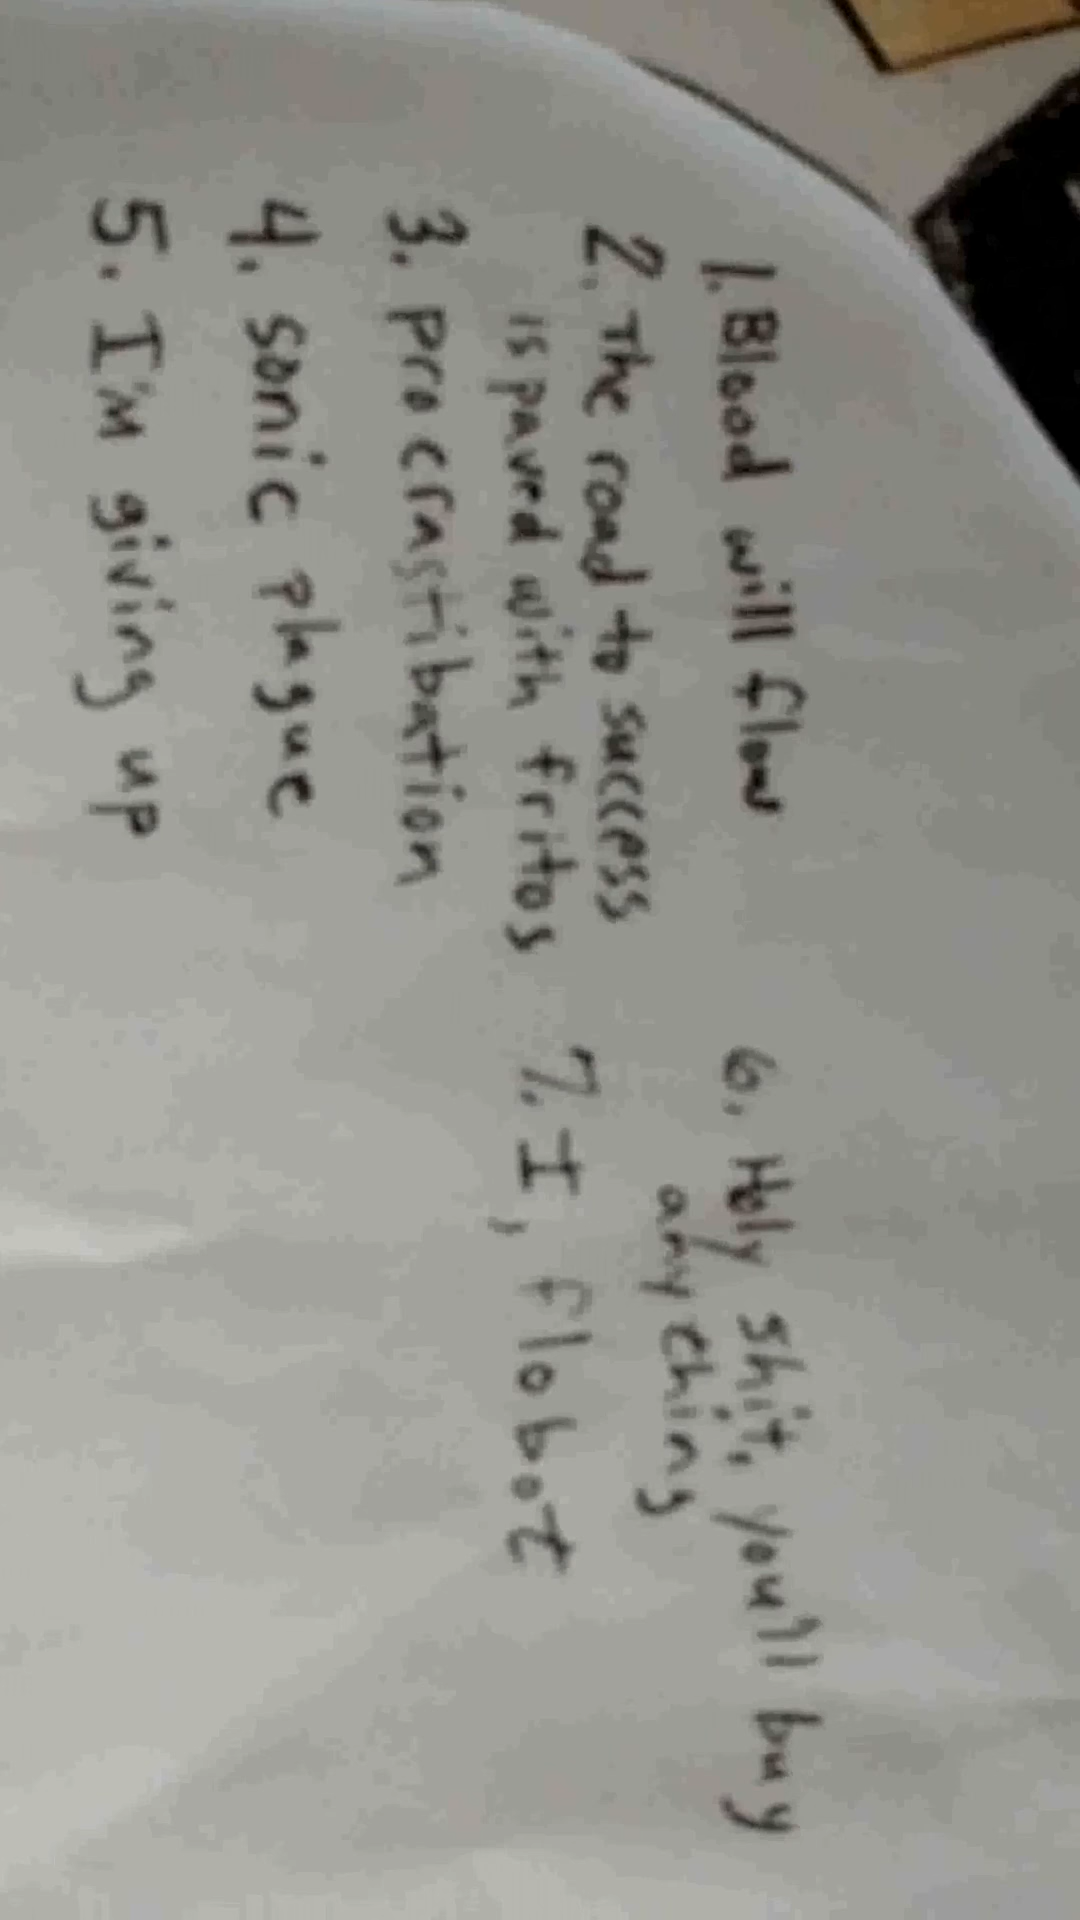 1. Blood will flow
2. The road to success
is paved with fritos
3. procrastibation
4. sonic plague
5. I'm giving up
6. Holy shit, you'll buy
anything
7. I, flobot